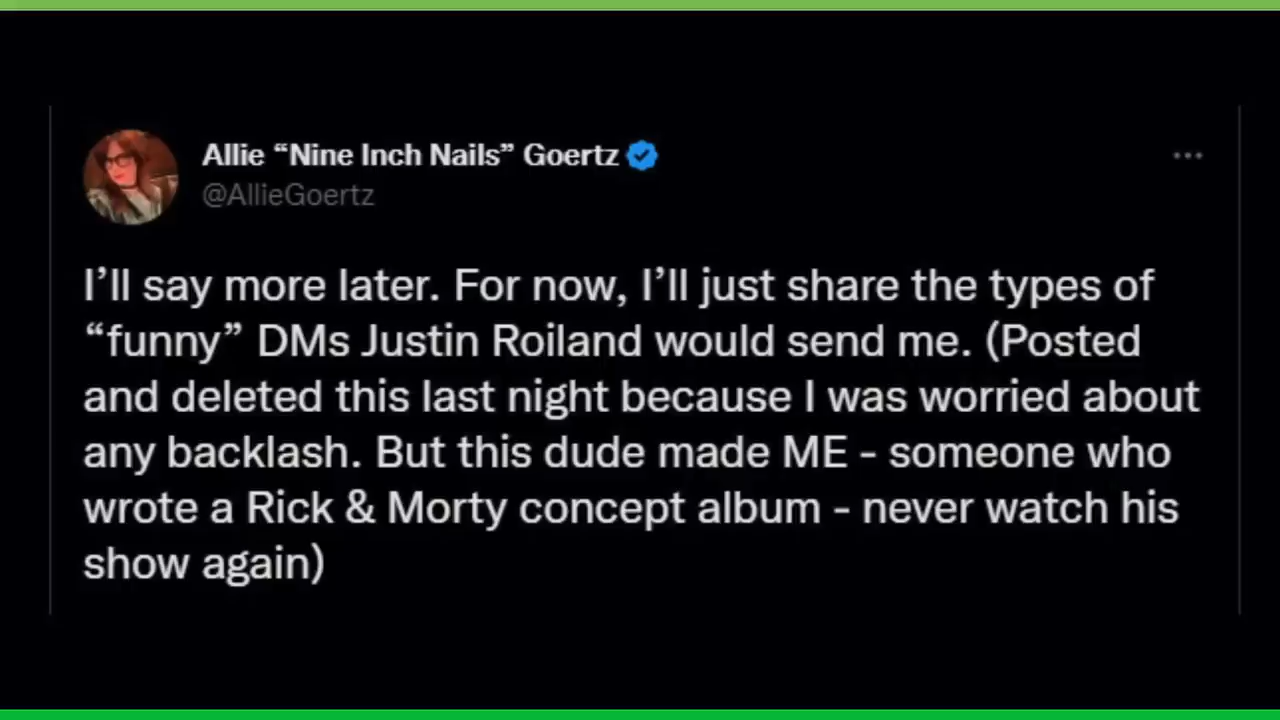 Allie “Nine Inch Nails” Goertz
@AllieGoertz
I’ll say more later. For now, I’ll just share the types of
“funny” DMs Justin Roiland would send me. (Posted
and deleted this last night because I was worried about
any backlash. But this dude made ME - someone who
wrote a Rick & Morty concept album - never watch his
show again)